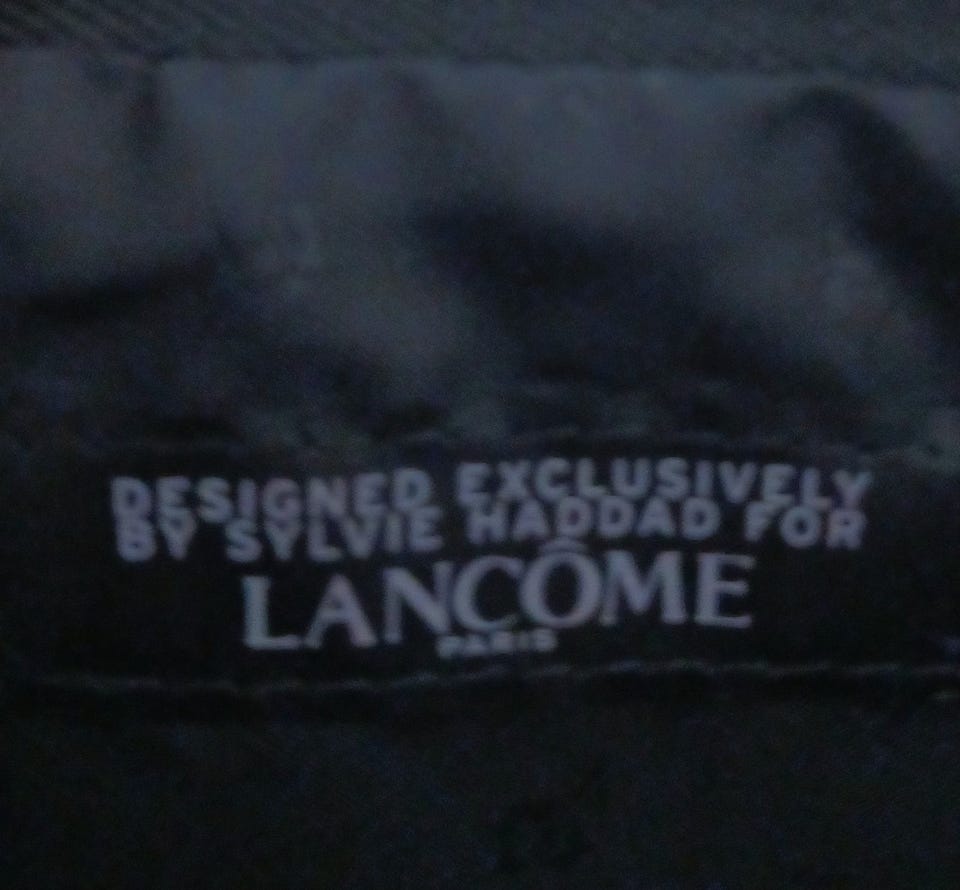 DESIGNED EXCLUSIVELY
BY SYLVIE HADDAD FOR
LANCÔME
PARIS